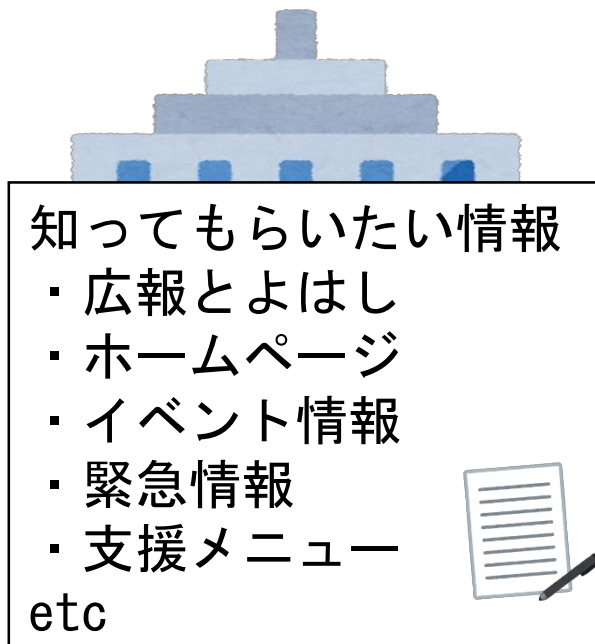 知ってもらいたい情報
・広報とよはし
・ホームページ
・イベント情報
・緊急情報
・支援メニュー
etc